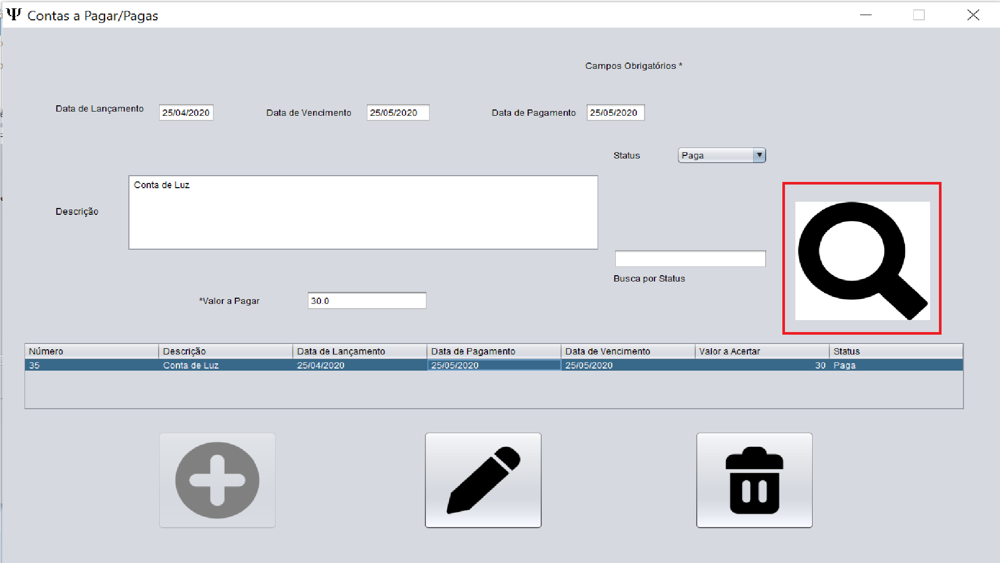 Ψ Contas a Pagar/Pagas
Campos Obrigatórios *
Data de Lançamento 25/04/2020 Data de Vencimento 25/05/2020 Data de Pagamento 25/05/2020
Status Paga
Descrição Conta de Luz
Busca por Status
*Valor a Pagar 30.0
Número Descrição Data de Lançamento Data de Pagamento Data de Vencimento Valor a Acertar Status
35 Conta de Luz 25/04/2020 25/05/2020 25/05/2020 30 Paga